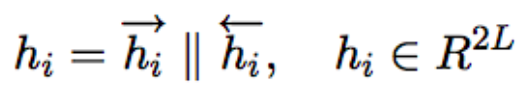 $h_i = \overrightarrow{h_i} \parallel \overleftarrow{h_i}, \quad h_i \in R^{2L}$